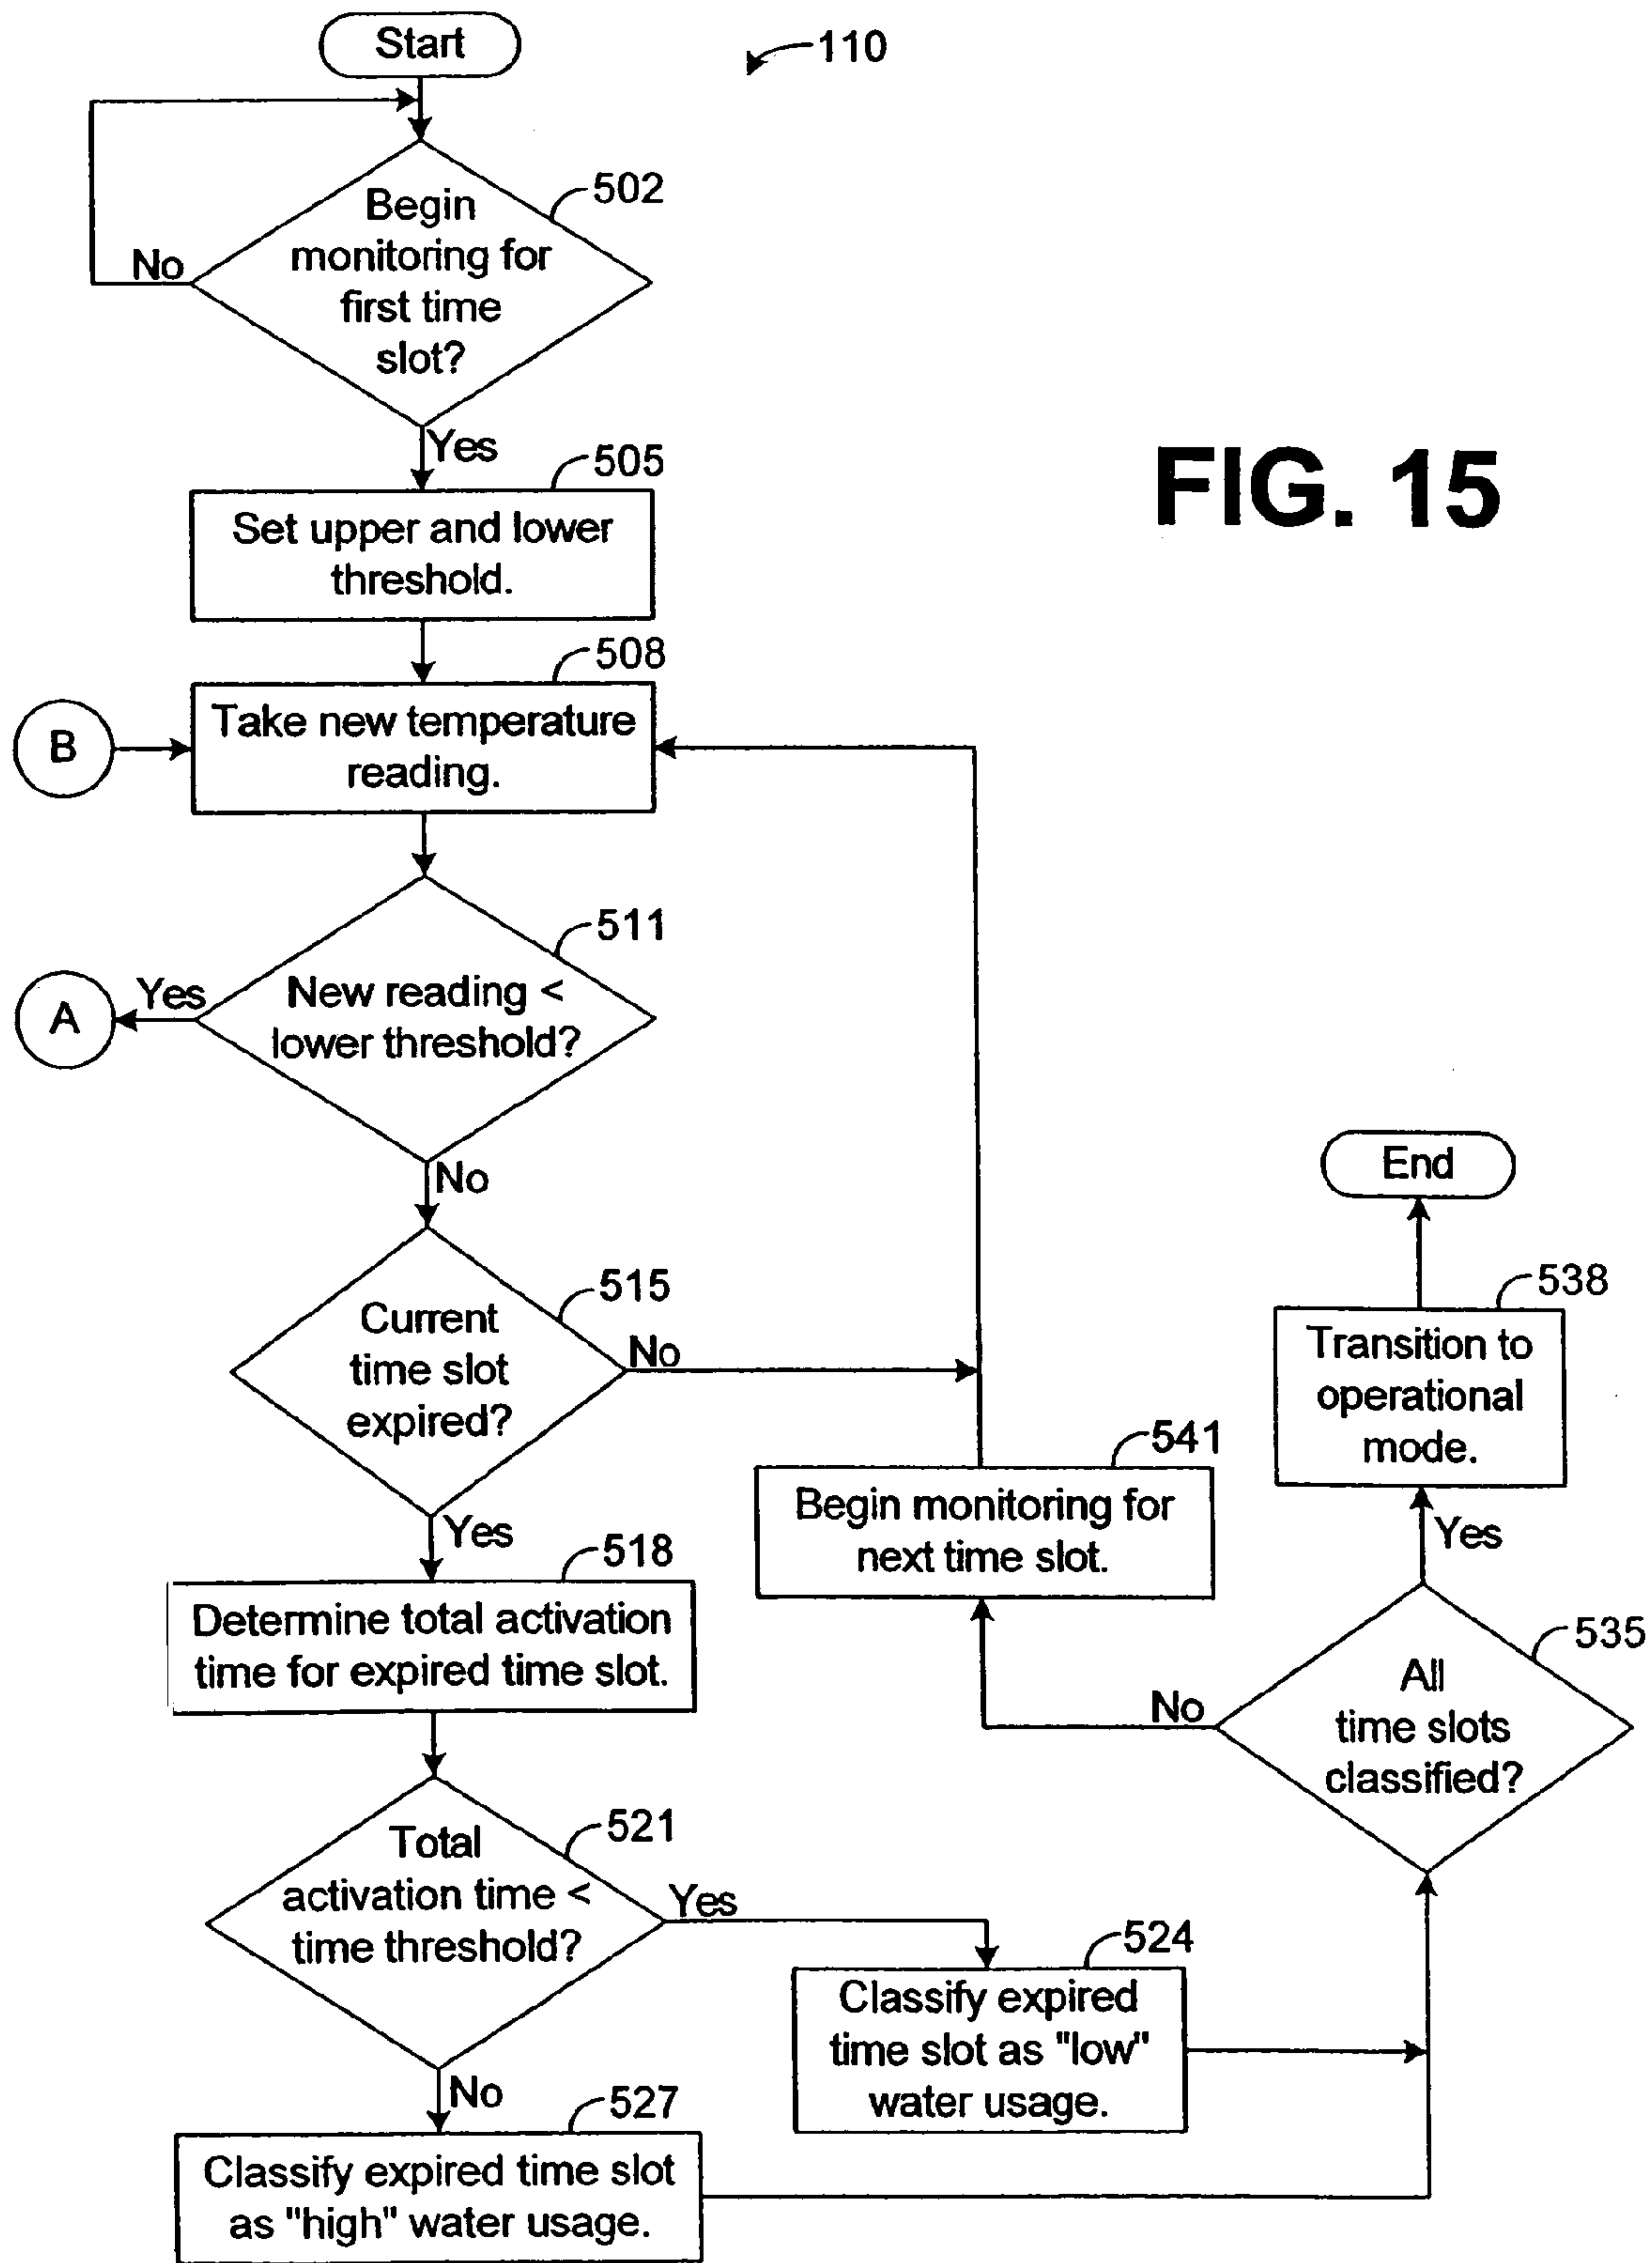 Start
110
Begin
monitoring for
first time
slot?
502
No
Yes
FIG. 15
505
Set upper and lower
threshold.
508
B
Take new temperature
reading.
511
New reading <
lower threshold?
Yes
A
No
515
Current
time slot
expired?
No
Yes
518
Determine total activation
time for expired time slot.
521
Total
activation time <
time threshold?
Yes
No
524
Classify expired
time slot as "low"
water usage.
527
Classify expired time slot
as "high" water usage.
535
All
time slots
classified?
No
Yes
541
Begin monitoring for
next time slot.
538
Transition to
operational
mode.
End